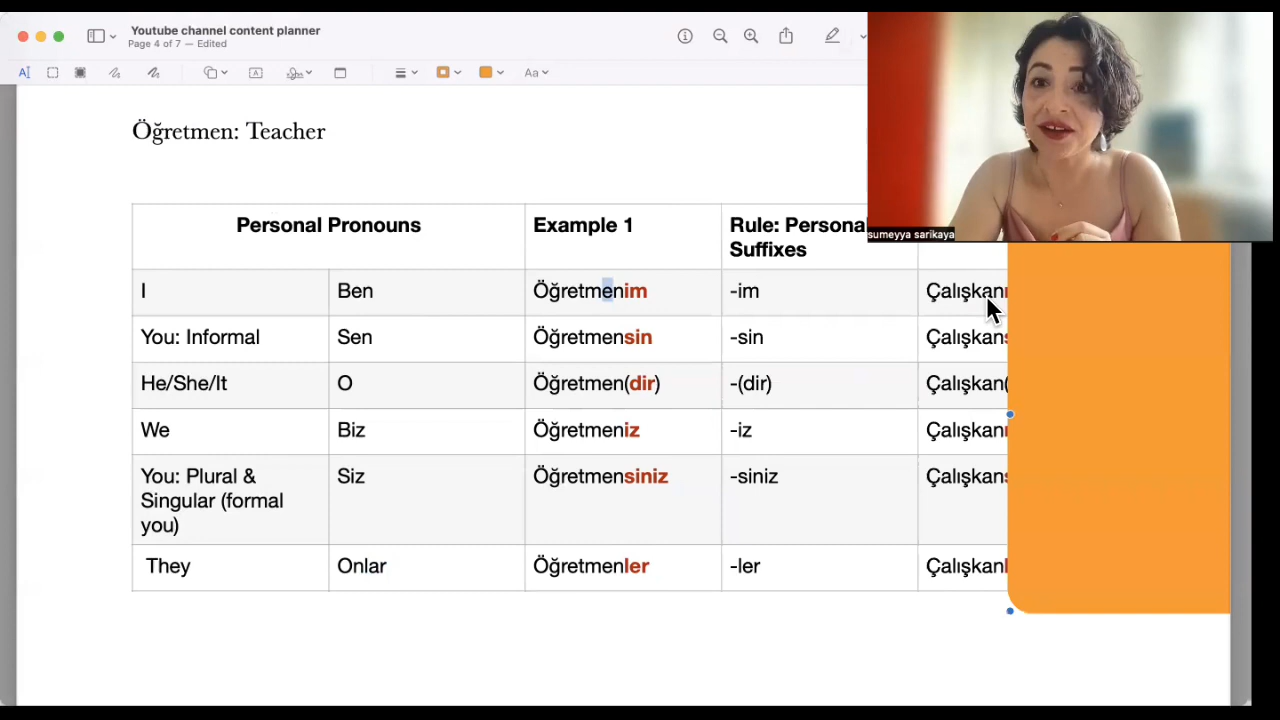 Youtube channel content planner
Page 4 of 7 — Edited
Aa
Öğretmen: Teacher
sumeyya sarikaya
Personal Pronouns
Example 1
Rule: Personal
Suffixes
I Ben Öğretmenim -im
You: Informal Sen Öğretmensin -sin
He/She/It O Öğretmen(dir) -(dir)
We Biz Öğretmeniz -iz
You: Plural & Siz Öğretmensiniz -siniz
Singular (formal
you)
They Onlar Öğretmenler -ler